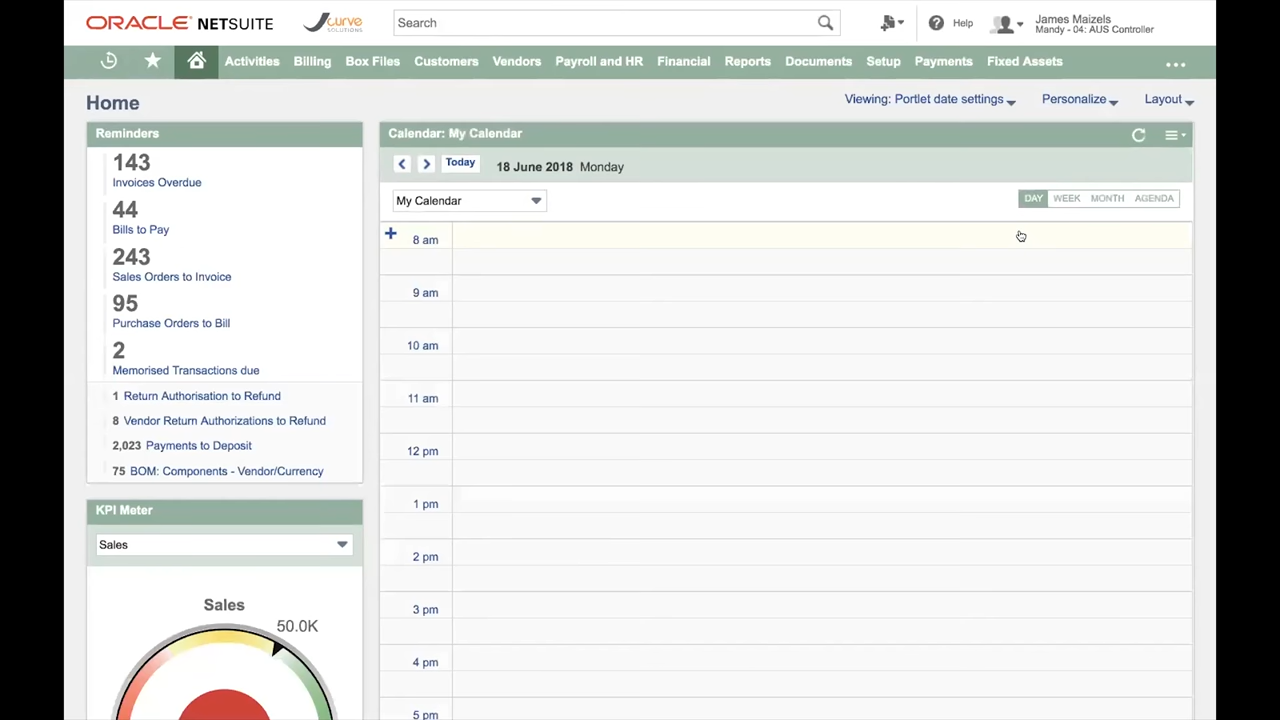 ORACLE NETSUITE
curve
SOLUTIONS
Search
Help
James Maizels
Mandy - 04: AUS Controller
Activities Billing Box Files Customers Vendors Payroll and HR Financial Reports Documents Setup Payments Fixed Assets
Home
Viewing: Portlet date settings
Personalize
Layout
Reminders
143
Invoices Overdue
44
Bills to Pay
243
Sales Orders to Invoice
95
Purchase Orders to Bill
2
Memorised Transactions due
1 Return Authorisation to Refund
8 Vendor Return Authorizations to Refund
2,023 Payments to Deposit
75 BOM: Components - Vendor/Currency
KPI Meter
Sales
Sales
50.0K
Calendar: My Calendar
Today
18 June 2018 Monday
My Calendar
DAY WEEK MONTH AGENDA
8 am
9 am
10 am
11 am
12 pm
1 pm
2 pm
3 pm
4 pm
5 pm